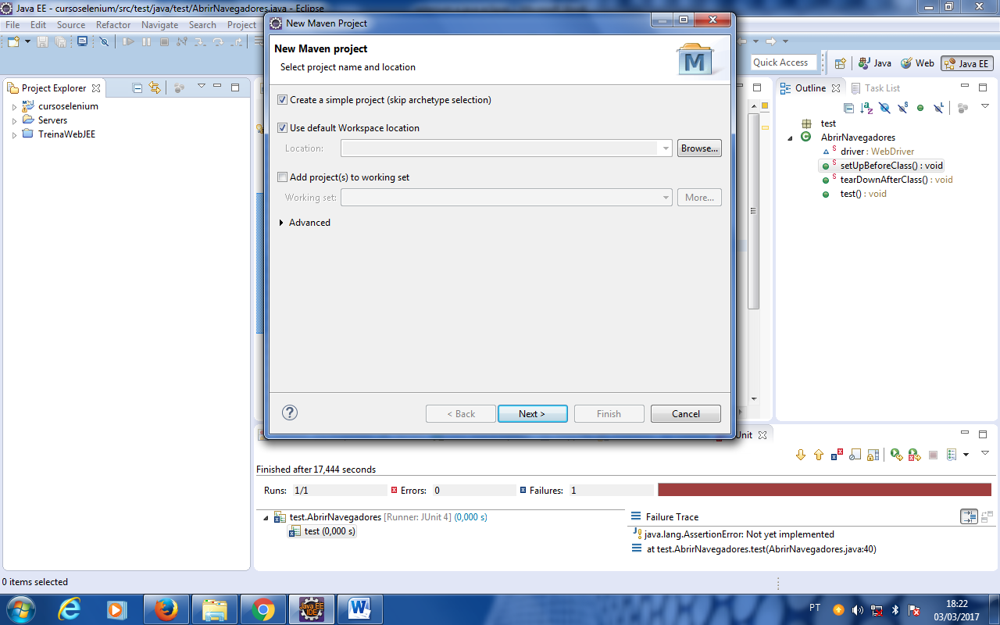 Java EE - cursoselenium/src/test/java/test/AbrirNavegadores.java - Eclipse
File Edit Source Refactor Navigate Search Project
New Maven Project
New Maven project
Select project name and location
M
Create a simple project (skip archetype selection)
Use default Workspace location
Location:
Browse...
Add project(s) to working set
Working set:
More...
Advanced
< Back
Next >
Finish
Cancel
Quick Access
Java
Web
Java EE
Project Explorer
cursoselenium
Servers
TreinaWebJEE
Outline
Task List
test
AbrirNavegadores
driver : WebDriver
setUpBeforeClass() : void
tearDownAfterClass() : void
test() : void
Unit
Finished after 17,444 seconds
Runs: 1/1
Errors: 0
Failures: 1
test.AbrirNavegadores [Runner: JUnit 4] (0,000 s)
test (0,000 s)
Failure Trace
java.lang.AssertionError: Not yet implemented
at test.AbrirNavegadores.test(AbrirNavegadores.java:40)
0 items selected
Java EE
IDE
W
PT
18:22
03/03/2017